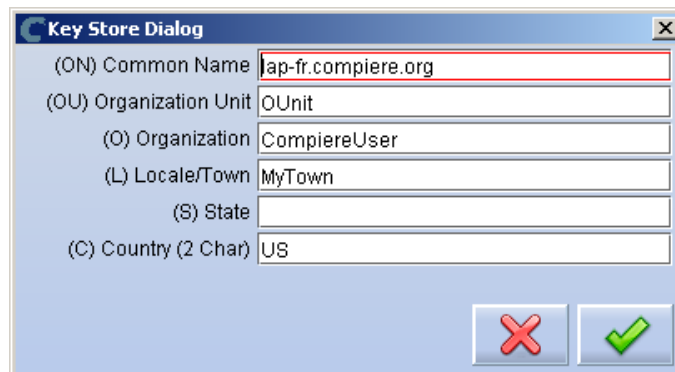 Key Store Dialog
(ON) Common Name lap-fr.compiere.org
(OU) Organization Unit OUnit
(O) Organization CompiereUser
(L) Locale/Town MyTown
(S) State
(C) Country (2 Char) US